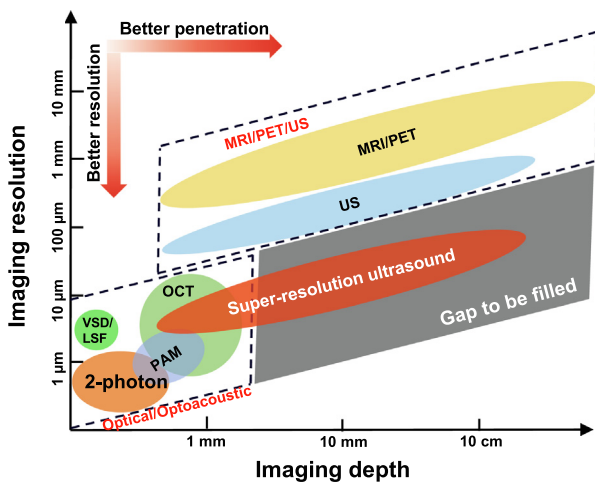 Better penetration
Better resolution
Imaging resolution
10 mm
1 mm
100 μm
10 μm
1 μm
MRI/PET/US
MRI/PET
US
Super-resolution ultrasound
Gap to be filled
OCT
VSD/
LSF
PAM
2-photon
Optical/Optoacoustic
1 mm
10 mm
10 cm
Imaging depth